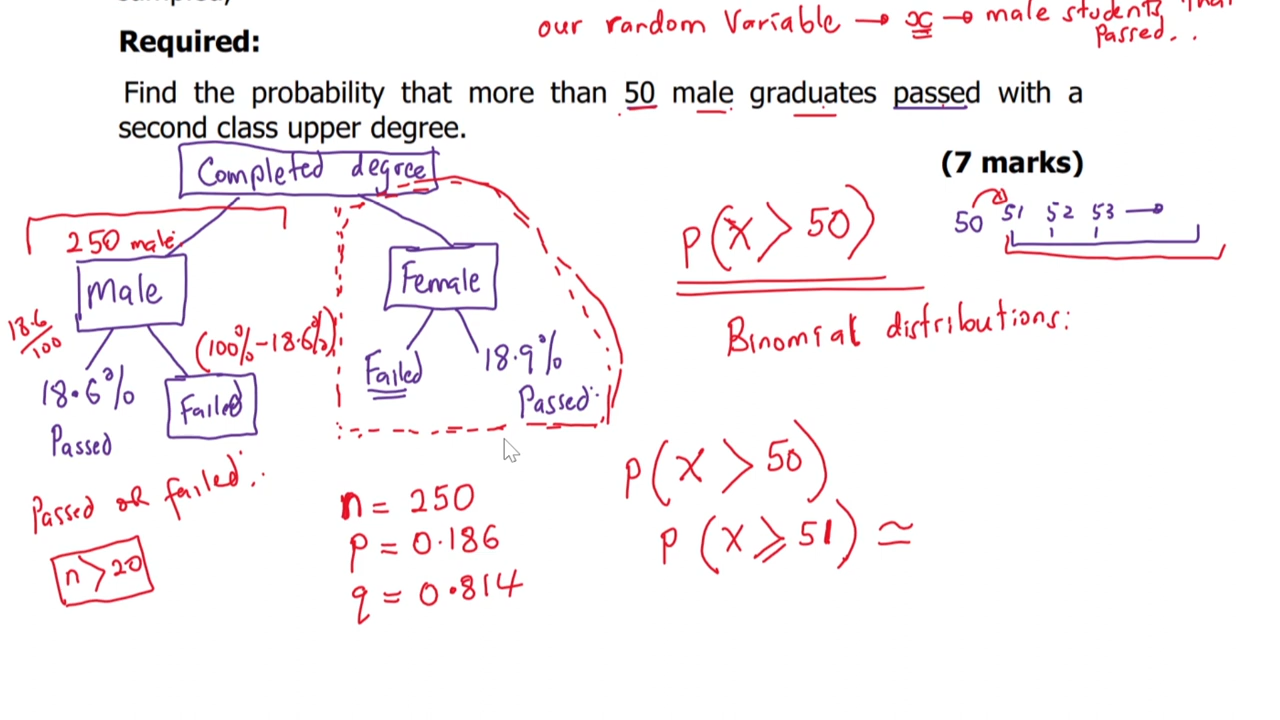 our random Variable → x → male students
Passed..
Required:
Find the probability that more than 50 male graduates passed with a
second class upper degree.
(7 marks)
Completed degree
250 male
Male
Female
18.6/100
(100%-18.6%)
18.6%
Passed
Failed
Failed
18.9%
Passed
P(X > 50)
50 51 52 53 →
Binomial distributions:
Passed or failed:
n > 20
n = 250
p = 0.186
q = 0.814
P(X > 50)
P(X ⩾ 51) ≃